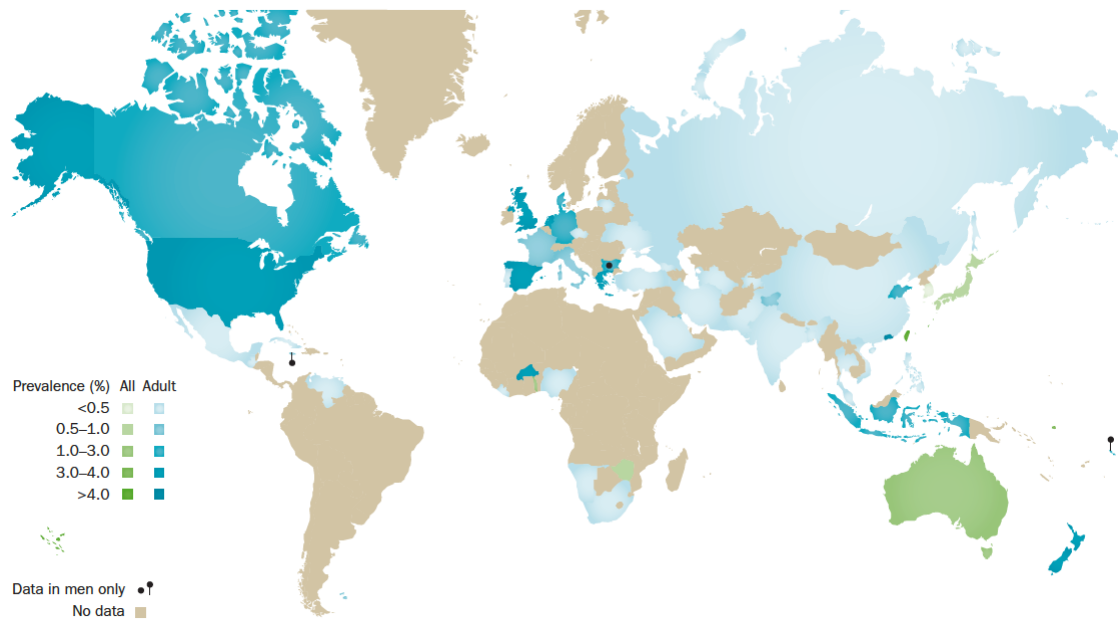 Prevalence (%) All Adult
<0.5
0.5–1.0
1.0–3.0
3.0–4.0
>4.0
Data in men only
No data